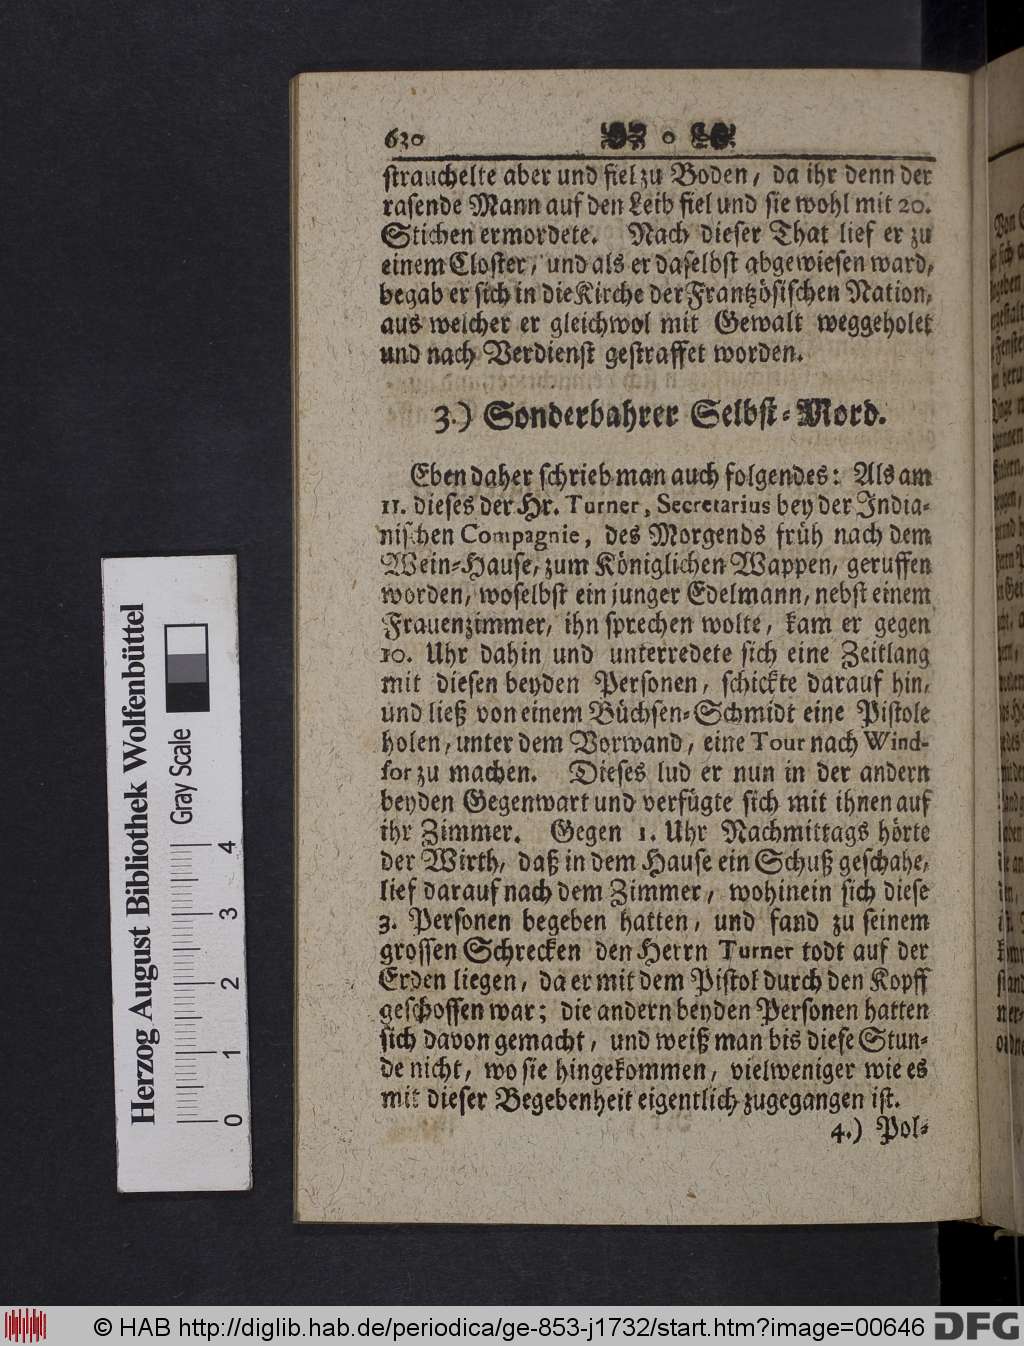 630
strauchelte aber und fiel zu Boden, da ihr denn der
rasende Mann auf den Leib fiel und sie wohl mit 20.
Stichen ermordete. Nach dieser That lief er zu
einem Closter, und als er daselbst abgewiesen ward,
begab er sich in die Kirche der Frantzösischen Nation,
aus welcher er gleichwol mit Gewalt weggeholet
und nach Verdienst gestraffet worden.
3.) Sonderbahrer Selbst-Mord.
Eben daher schrieb man auch folgendes: Als am
11. dieses der Hr. Turner, Secretarius bey der India-
nischen Compagnie, des Morgends früh nach dem
Wein-Hause, zum Königlichen Wappen, geruffen
worden, woselbst ein junger Edelmann, nebst einem
Frauenzimmer, ihn sprechen wolte, kam er gegen
10. Uhr dahin und unterredete sich eine Zeitlang
mit diesen beyden Personen, schickte darauf hin,
und ließ von einem Büchsen-Schmidt eine Pistole
holen, unter dem Vorwand, eine Tour nach Wind-
sor zu machen. Dieses lud er nun in der andern
beyden Gegenwart und verfügte sich mit ihnen auf
ihr Zimmer. Gegen 1. Uhr Nachmittags hörte
der Wirth, daß in dem Hause ein Schuß geschahe,
lief darauf nach dem Zimmer, wohinein sich diese
3. Personen begeben hatten, und fand zu seinem
grossen Schrecken den Herrn Turner todt auf der
Erden liegen, da er mit dem Pistol durch den Kopff
geschossen war; die andern beyden Personen hatten
sich davon gemacht, und weiß man bis diese Stun-
de nicht, wo sie hingekommen, vielweniger wie es
mit dieser Begebenheit eigentlich zugegangen ist.
4.) Pol-
Herzog August Bibliothek Wolfenbüttel
Gray Scale
0 1 2 3 4
© HAB http://diglib.hab.de/periodica/ge-853-j1732/start.htm?image=00646
DFG